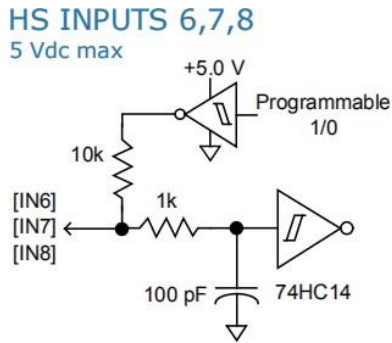 HS INPUTS 6,7,8
5 Vdc max
+5.0 V
Programmable
1/0
10k
[IN6]
[IN7]
[IN8]
1k
100 pF
74HC14